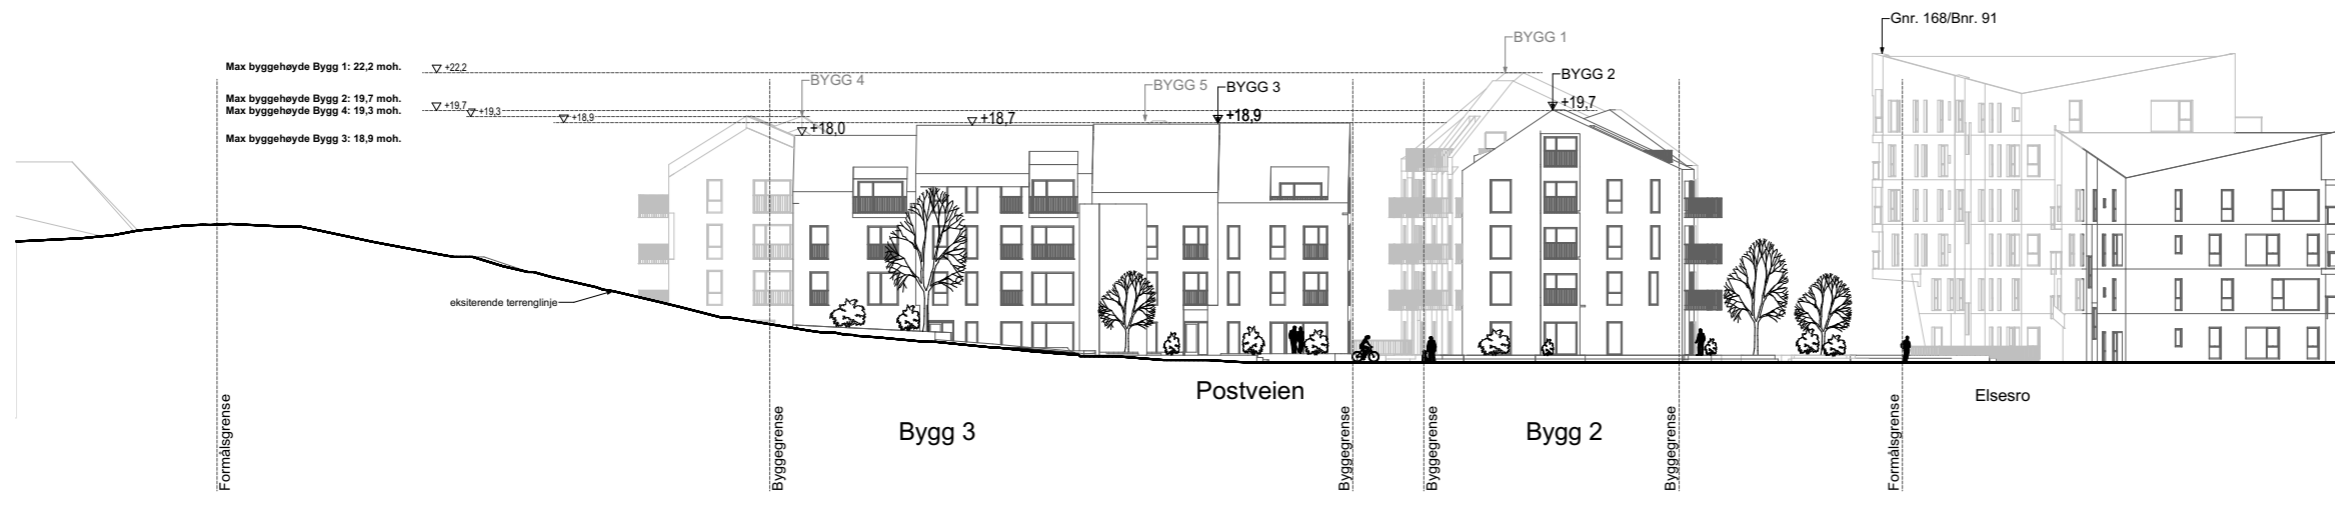 Gnr. 168/Bnr. 91
BYGG 1
Max byggehøyde Bygg 1: 22,2 moh.
+22,2
BYGG 4
BYGG 5
BYGG 3
BYGG 2
Max byggehøyde Bygg 2: 19,7 moh.
+19,7
+19,7
Max byggehøyde Bygg 4: 19,3 moh.
+19,3
+18,9
+18,0
+18,7
+18,9
Max byggehøyde Bygg 3: 18,9 moh.
eksiterende terrenglinje
Postveien
Elsesro
Bygg 3
Bygg 2
Formålsgrense
Byggegrense
Byggegrense
Byggegrense
Byggegrense
Formålsgrense